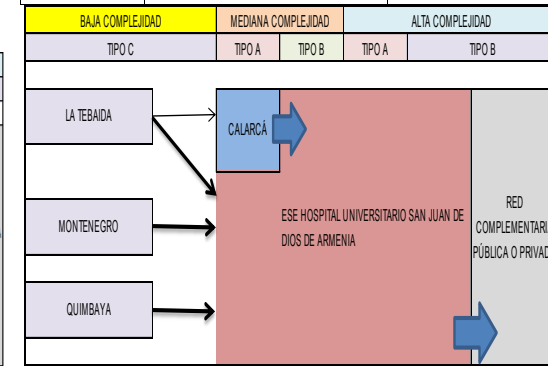 BAJA COMPLEJIDAD MEDIANA COMPLEJIDAD ALTA COMPLEJIDAD
TIPO C TIPO A TIPO B TIPO A TIPO B
LA TEBAIDA
CALARCÁ
MONTENEGRO
QUIMBAYA
ESE HOSPITAL UNIVERSITARIO SAN JUAN DE
DIOS DE ARMENIA
RED
COMPLEMENTARI
PÚBLICA O PRIVAD